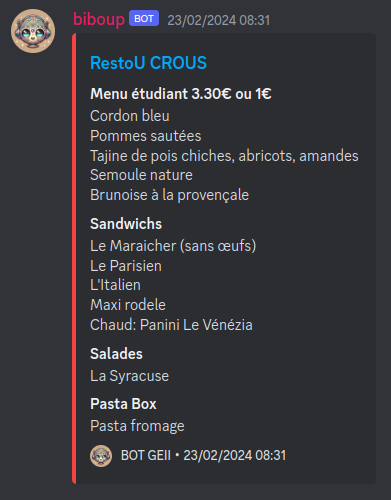 biboup BOT 23/02/2024 08:31
RestoU CROUS
Menu étudiant 3.30€ ou 1€
Cordon bleu
Pommes sautées
Tajine de pois chiches, abricots, amandes
Semoule nature
Brunoise à la provençale
Sandwichs
Le Maraicher (sans œufs)
Le Parisien
L'Italien
Maxi rodele
Chaud: Panini Le Vénézia
Salades
La Syracuse
Pasta Box
Pasta fromage
BOT GEII • 23/02/2024 08:31